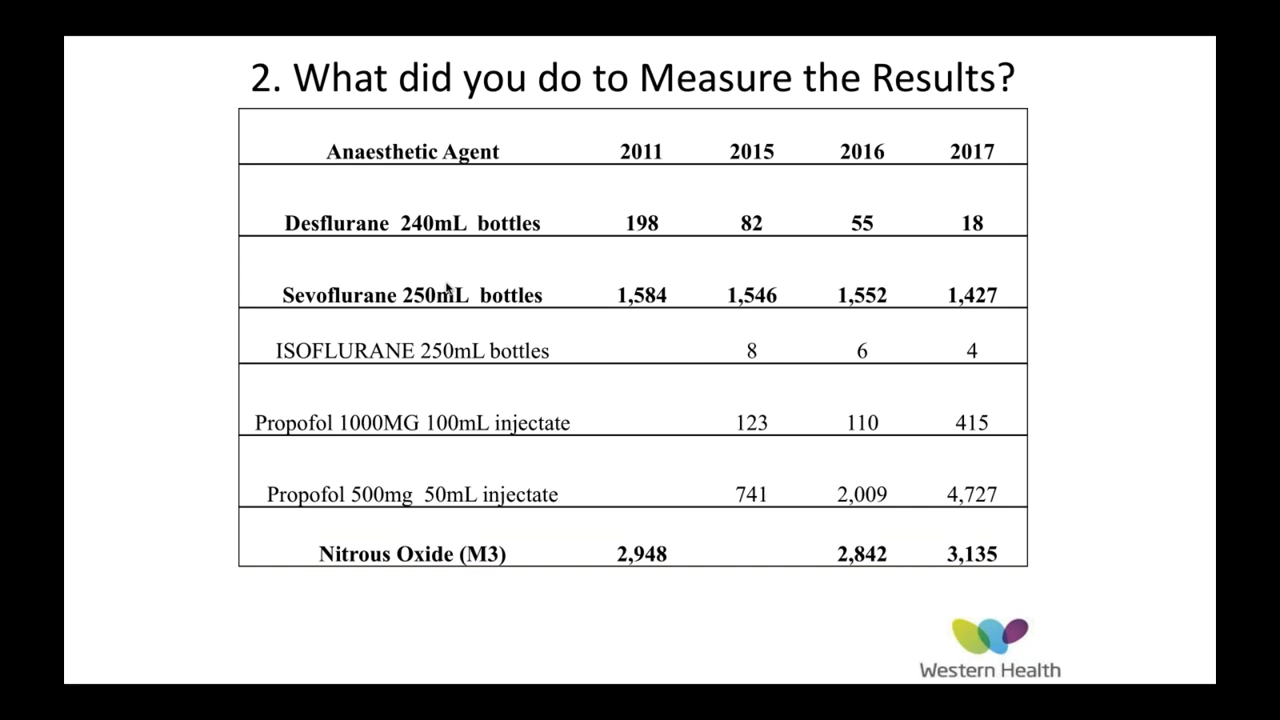 2. What did you do to Measure the Results?
Anaesthetic Agent 2011 2015 2016 2017
Desflurane 240mL bottles 198 82 55 18
Sevoflurane 250mL bottles 1,584 1,546 1,552 1,427
ISOFLURANE 250mL bottles 8 6 4
Propofol 1000MG 100mL injectate 123 110 415
Propofol 500mg 50mL injectate 741 2,009 4,727
Nitrous Oxide (M3) 2,948 2,842 3,135
Western Health